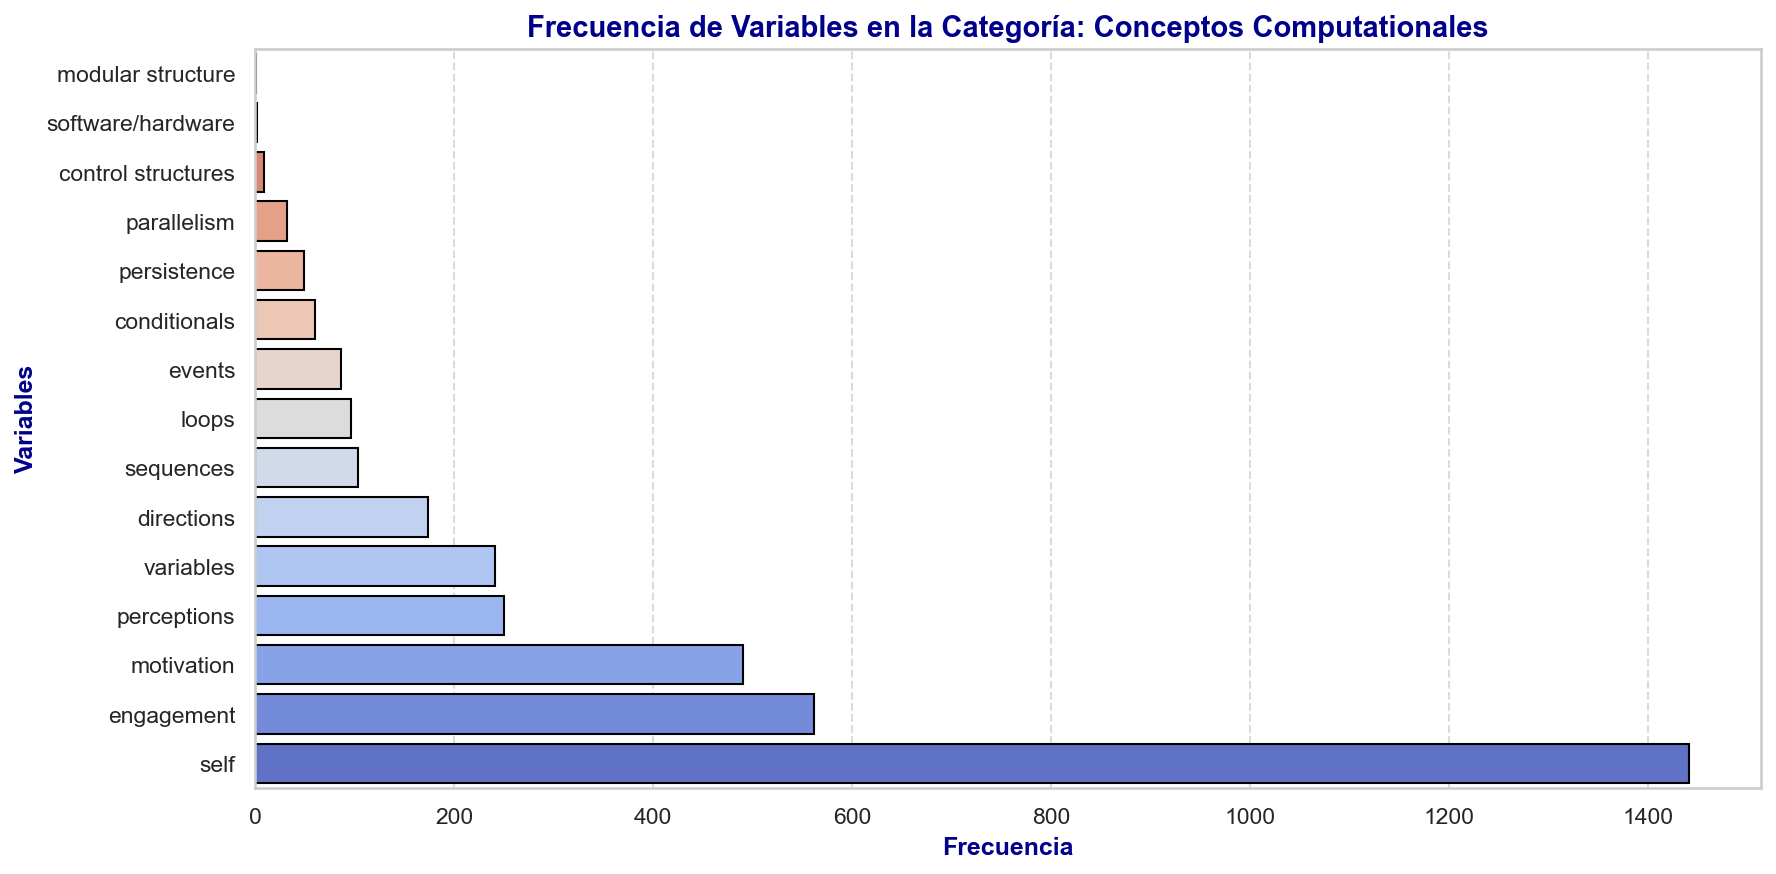 Frecuencia de Variables en la Categoría: Conceptos Computationales
modular structure
software/hardware
control structures
parallelism
persistence
conditionals
events
loops
sequences
directions
variables
perceptions
motivation
engagement
self
Variables
0 200 400 600 800 1000 1200 1400
Frecuencia